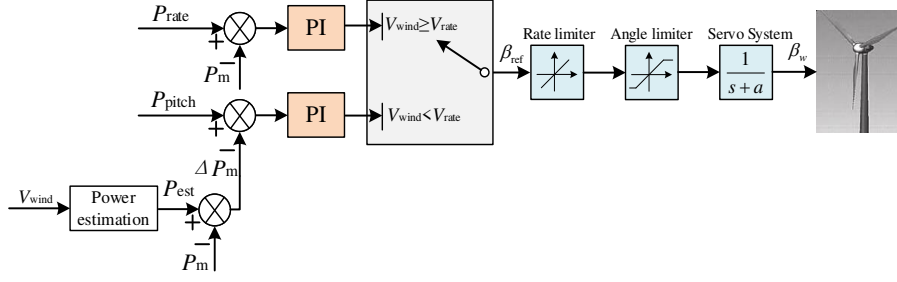 P_rate
+
−
P_m
PI
V_wind≥V_rate
P_pitch
+
−
PI
V_wind<V_rate
β_ref
Rate limiter
Angle limiter
Servo System
1
s + a
β_w
Δ P_m
V_wind
Power
estimation
P_est
+
−
P_m